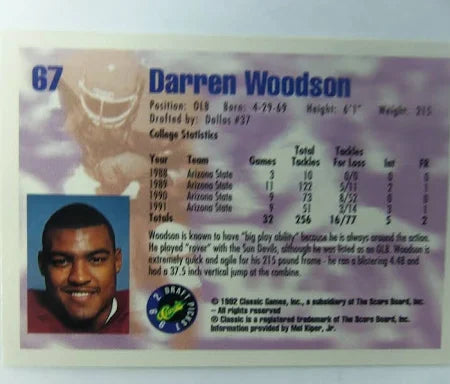 67 Darren Woodson
Position: OLB Born: 4-29-69 Height: 6'1" Weight: 215
Drafted by: Dallas #37
College Statistics
Total Tackles
Year Team Games Tackles For Loss Int FR
1988 Arizona State 3 10 0/0 0 0
1989 Arizona State 11 122 5/11 2 1
1990 Arizona State 9 73 8/52 0 0
1991 Arizona State 9 51 3/14 3 1
Totals 32 256 16/77 5 2
Woodson is known to have "big play ability" because he is always around the action.
He played "rover" with the Sun Devils, although he was listed as an OLB. Woodson is
extremely quick and agile for his 215 pound frame - he ran a blistering 4.48 and
had a 37.5 inch vertical jump at the combine.
© 1992 Classic Games, Inc., a subsidiary of The Score Board, Inc.
- All rights reserved
® Classic is a registered trademark of The Score Board, Inc.
Information provided by Mel Kiper, Jr.
DRAFT
Classic
PICKS